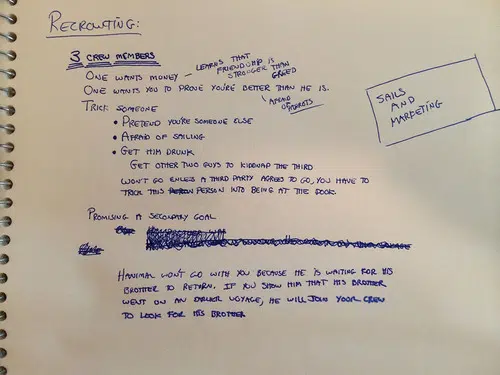 RECROUTING:
3 CREW MEMBERS
ONE WANTS MONEY – LEARNS THAT
FRIENDSHIP IS
STRONGER THAN
GREED
ONE WANTS YOU TO PROVE YOU'RE BETTER THAN HE IS.
AFRAID
OF PARROTS
TRICK SOMEONE
• PRETEND YOU'RE SOMEONE ELSE
• AFRAID OF SAILING
• GET HIM DRUNK
GET OTHER TWO GUYS TO KIDNAP THE THIRD
WON'T GO UNLESS A THIRD PARTY AGREES TO GO, YOU HAVE TO
TRICK THIS PERSON INTO BEING AT THE DOCK
PROMISING A SECONDARY GOAL
HANIMAL WON'T GO WITH YOU BECAUSE HE IS WAITING FOR HIS
BROTHER TO RETURN. IF YOU SHOW HIM THAT HIS BROTHER
WENT ON AN EARLIER VOYAGE, HE WILL JOIN YOUR CREW
TO LOOK FOR HIS BROTHER
SAILS
AND
MARKETING